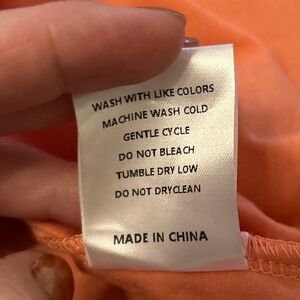 WASH WITH LIKE COLORS
MACHINE WASH COLD
GENTLE CYCLE
DO NOT BLEACH
TUMBLE DRY LOW
DO NOT DRYCLEAN
MADE IN CHINA